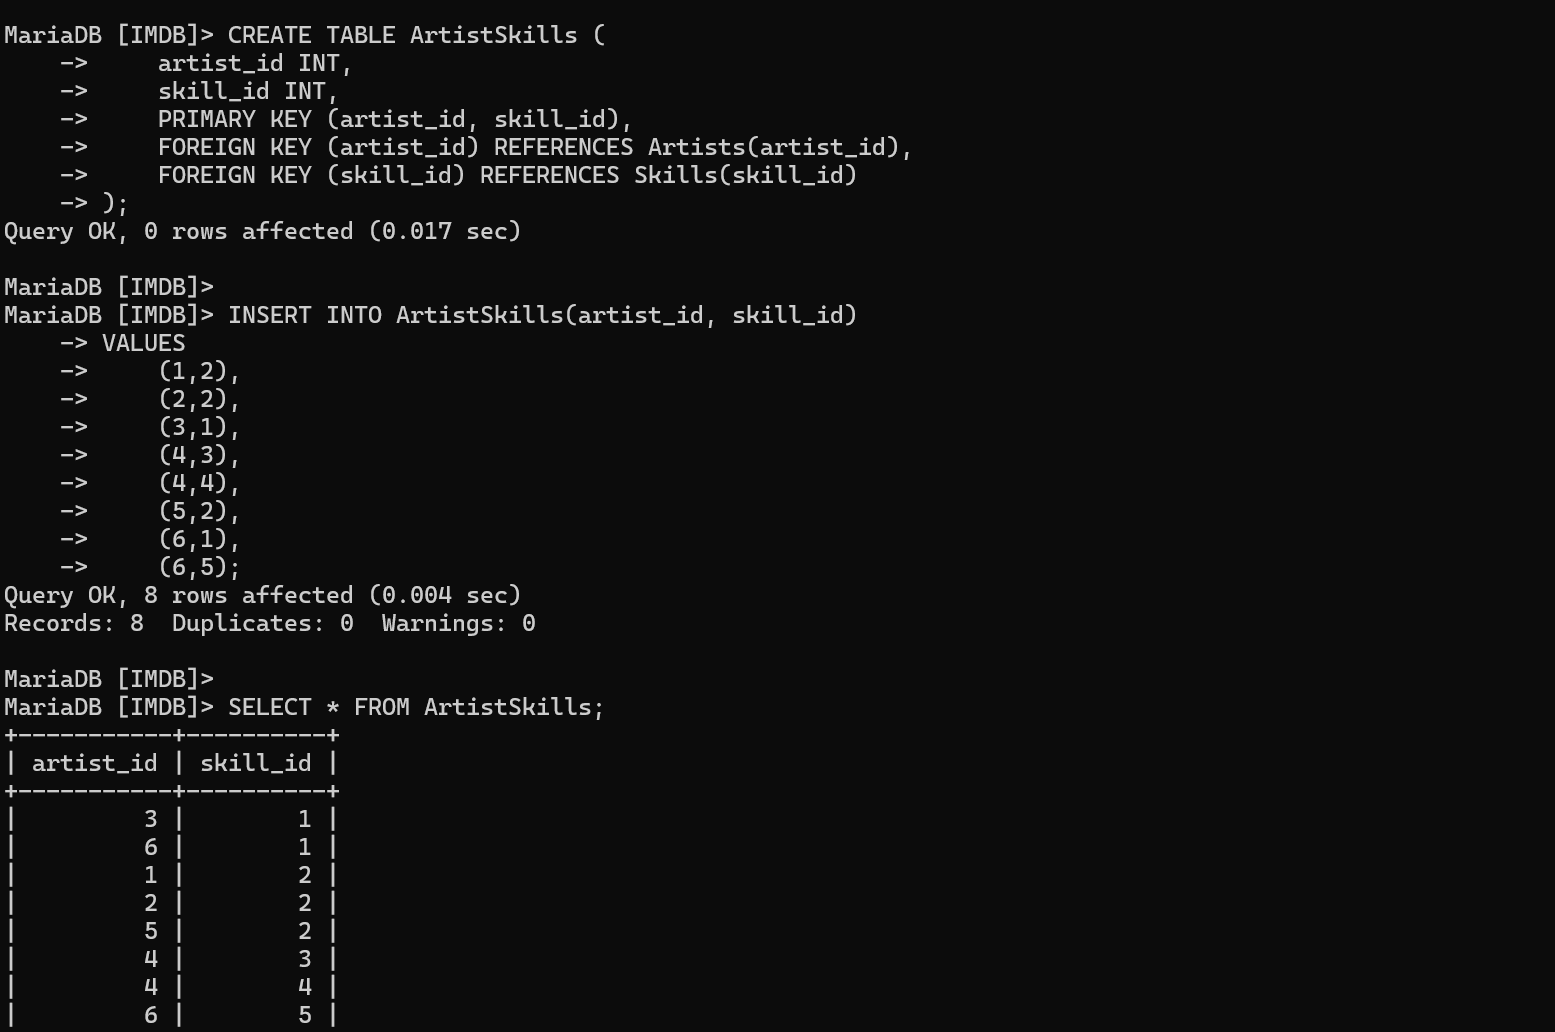 MariaDB [IMDB]> CREATE TABLE ArtistSkills (
    ->     artist_id INT,
    ->     skill_id INT,
    ->     PRIMARY KEY (artist_id, skill_id),
    ->     FOREIGN KEY (artist_id) REFERENCES Artists(artist_id),
    ->     FOREIGN KEY (skill_id) REFERENCES Skills(skill_id)
    -> );
Query OK, 0 rows affected (0.017 sec)

MariaDB [IMDB]>
MariaDB [IMDB]> INSERT INTO ArtistSkills(artist_id, skill_id)
    -> VALUES
    ->     (1,2),
    ->     (2,2),
    ->     (3,1),
    ->     (4,3),
    ->     (4,4),
    ->     (5,2),
    ->     (6,1),
    ->     (6,5);
Query OK, 8 rows affected (0.004 sec)
Records: 8  Duplicates: 0  Warnings: 0

MariaDB [IMDB]>
MariaDB [IMDB]> SELECT * FROM ArtistSkills;
+-----------+----------+
| artist_id | skill_id |
+-----------+----------+
|         3 |        1 |
|         6 |        1 |
|         1 |        2 |
|         2 |        2 |
|         5 |        2 |
|         4 |        3 |
|         4 |        4 |
|         6 |        5 |